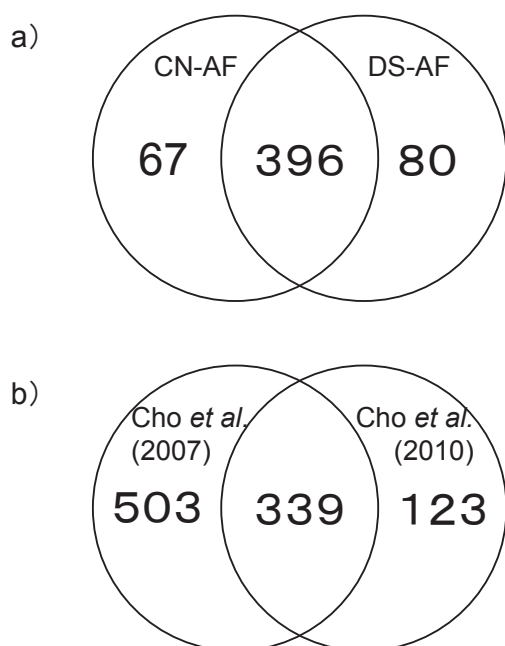 a)
CN-AF DS-AF
67 396 80
b)
Cho et al. Cho et al.
(2007) (2010)
503 339 123